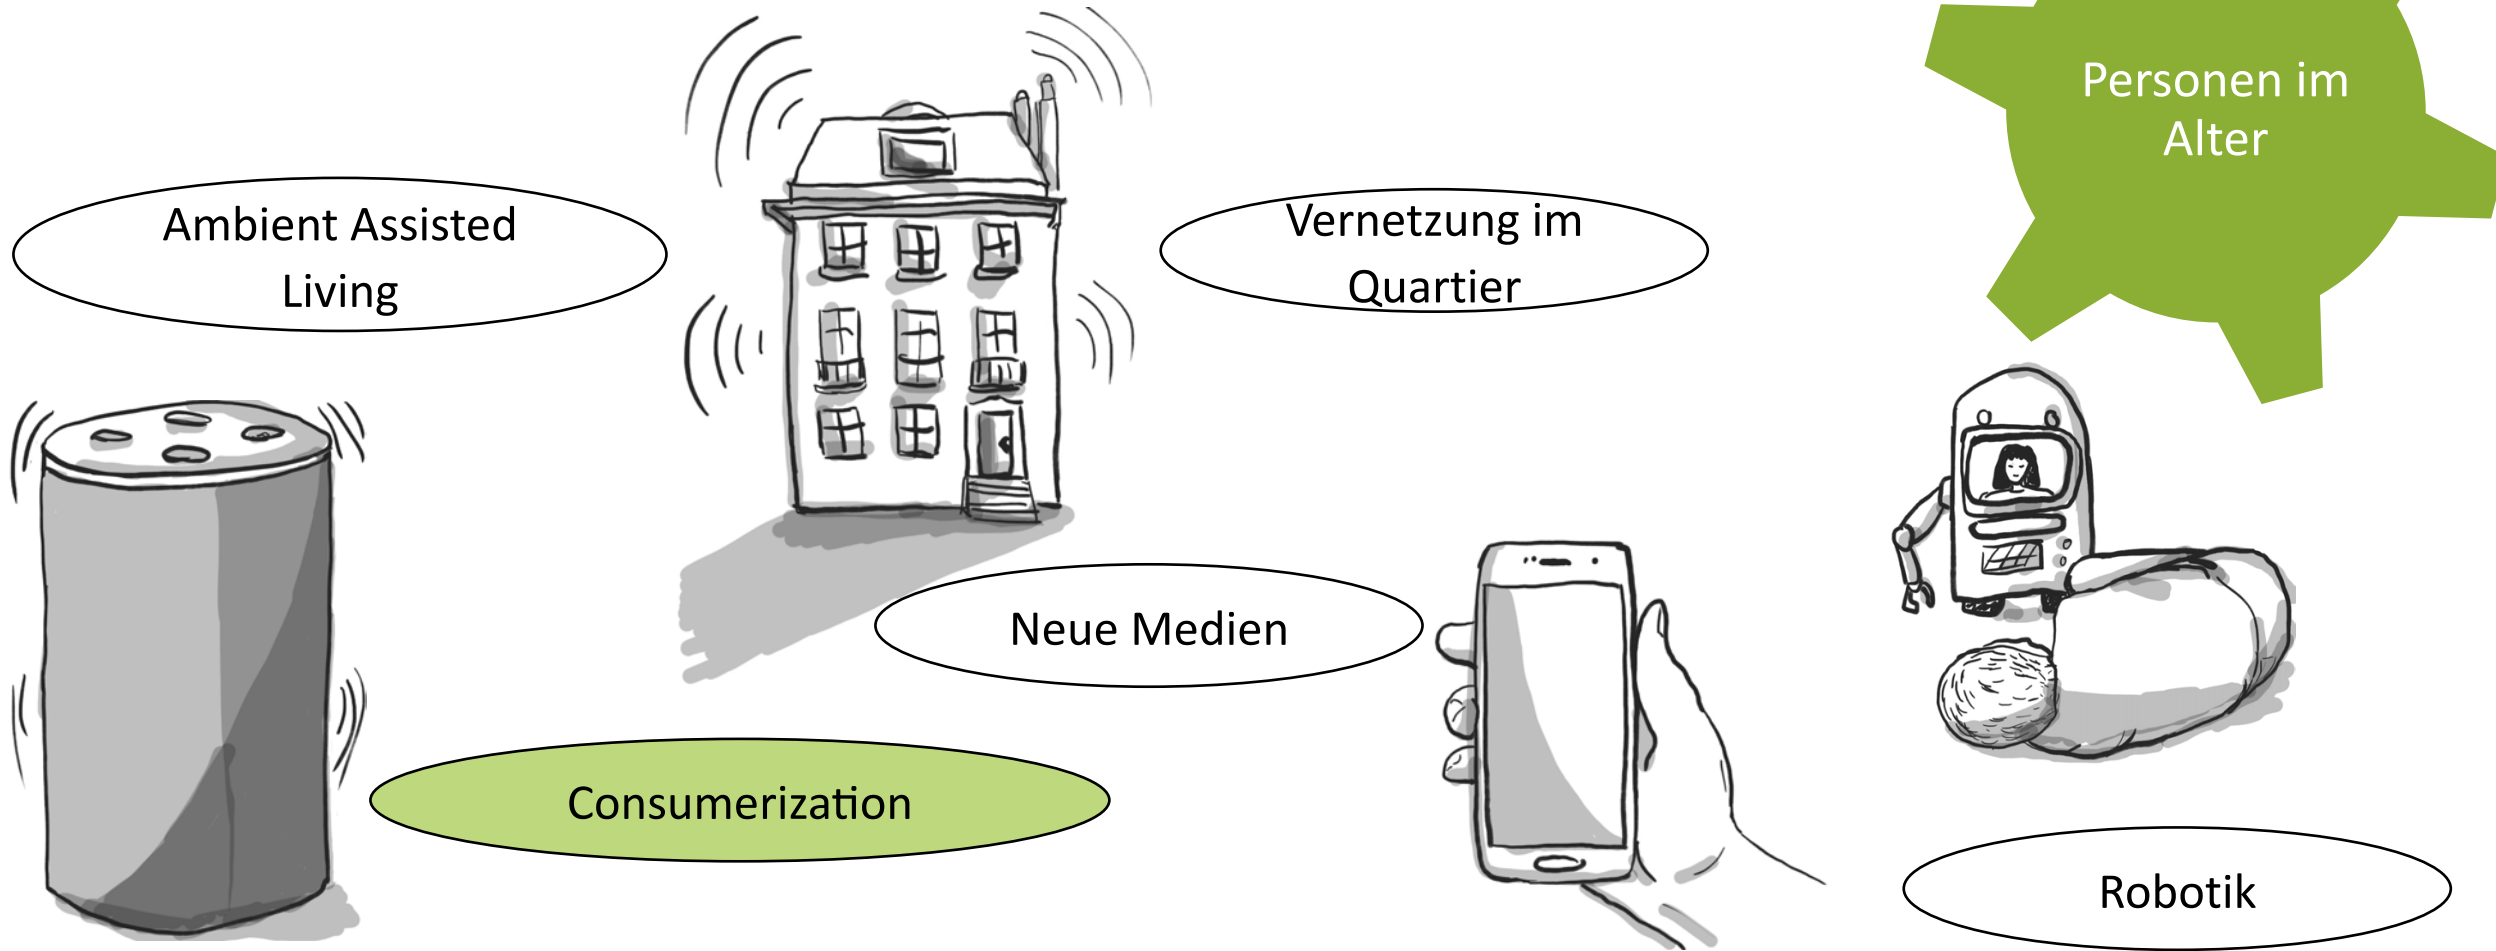 Personen im
Alter
Ambient Assisted
Living
Vernetzung im
Quartier
Neue Medien
Consumerization
Robotik